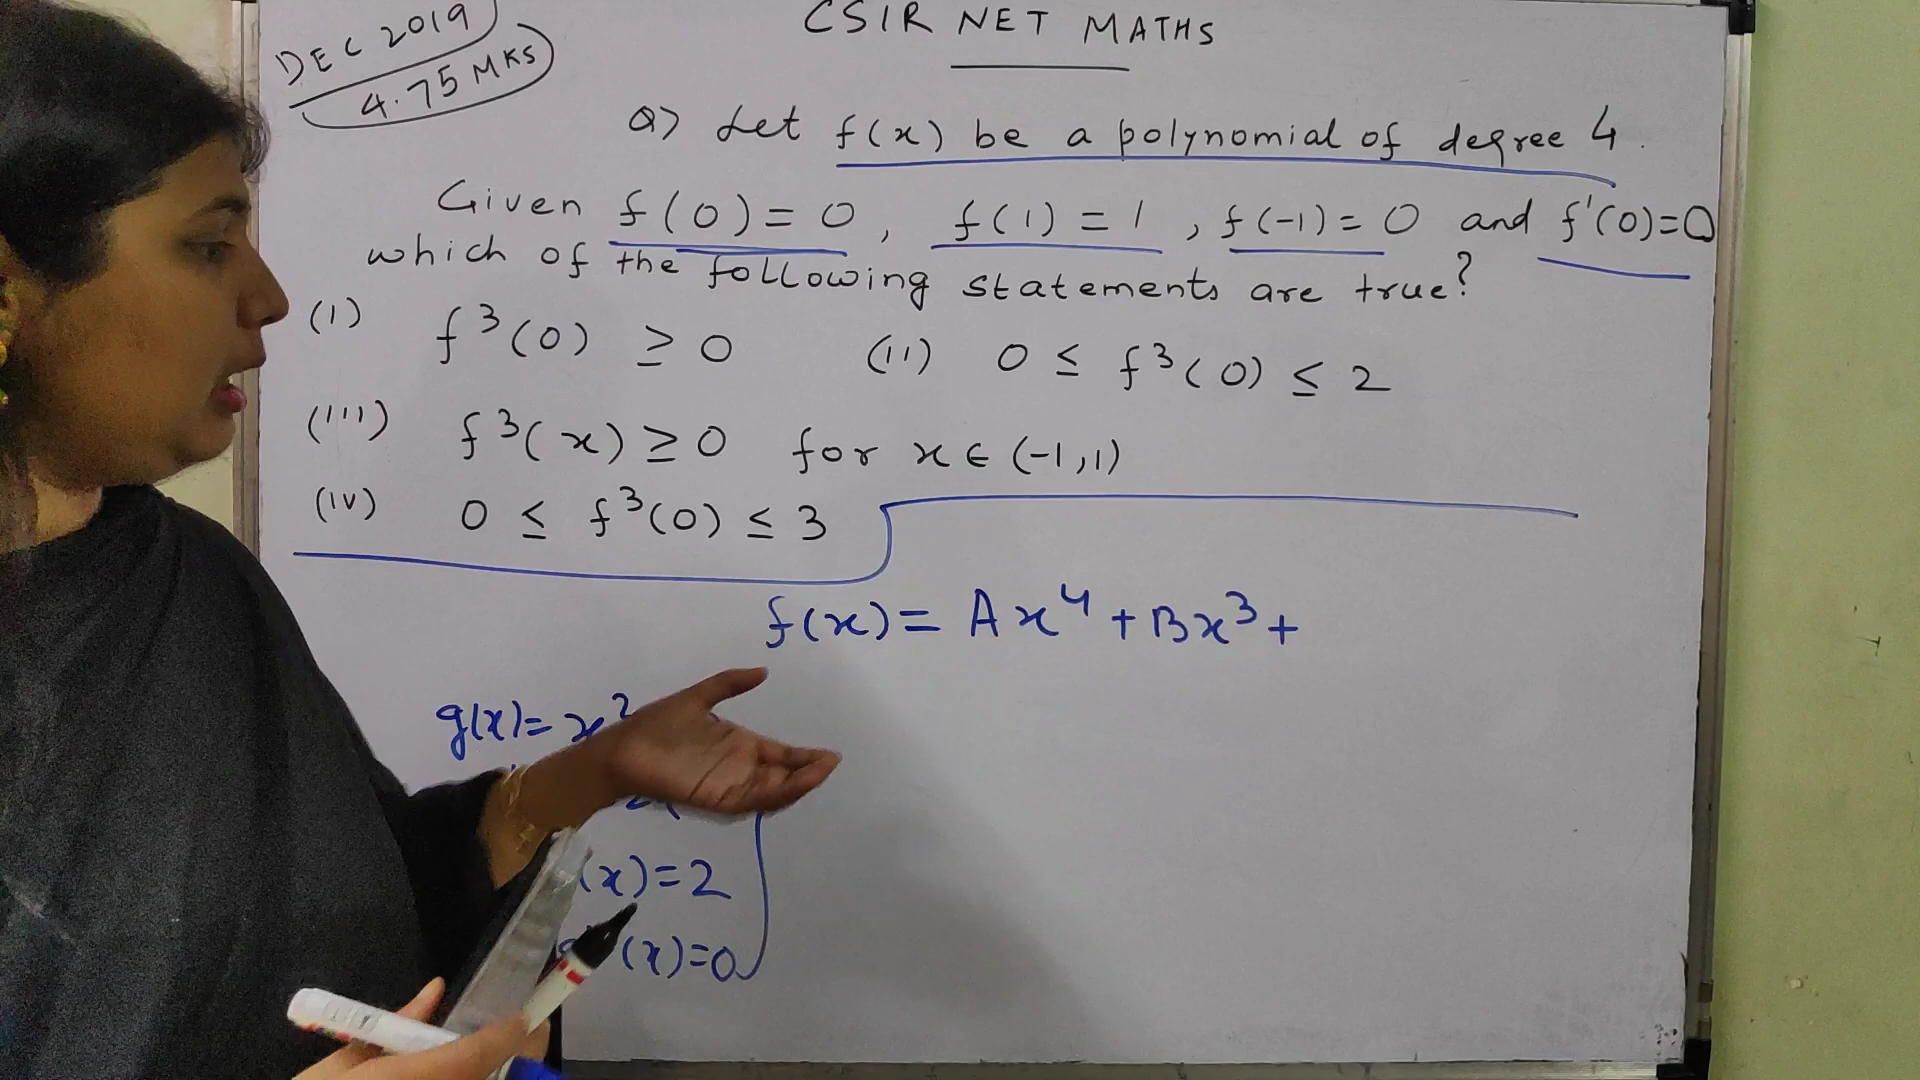 DEC 2019
4.75 MKS
CSIR NET MATHS
Q) Let f(x) be a polynomial of degree 4.
Given f(0)=0, f(1)=1, f(-1)=0 and f'(0)=0
which of the following statements are true?
(i) f³(0) ≥ 0 (ii) 0 ≤ f³(0) ≤ 2
(iii) f³(x) ≥ 0 for x ∈ (-1,1)
(iv) 0 ≤ f³(0) ≤ 3
f(x) = Ax⁴ + Bx³ +
g(x) = x²
(x) = 2
(x) = 0